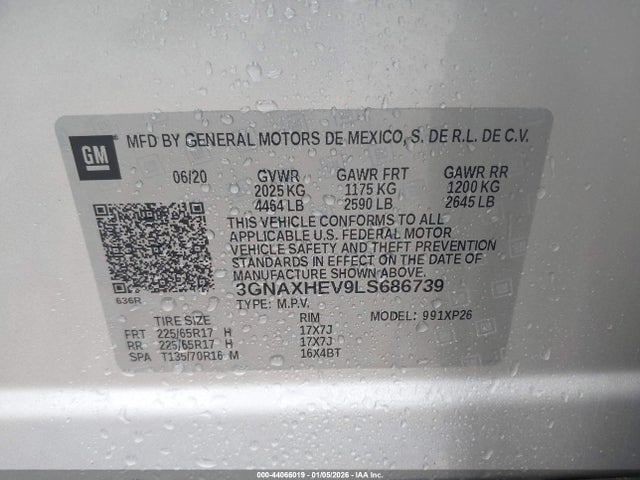 GM
MFD BY GENERAL MOTORS DE MEXICO, S. DE R.L. DE C.V.
06/20 GVWR GAWR FRT GAWR RR
2025 KG 1175 KG 1200 KG
4464 LB 2590 LB 2645 LB
THIS VEHICLE CONFORMS TO ALL
APPLICABLE U.S. FEDERAL MOTOR
VEHICLE SAFETY AND THEFT PREVENTION
STANDARDS IN EFFECT ON THE DATE OF
MANUFACTURE SHOWN ABOVE.
3GNAXHEV9LS686739
636R TYPE: M.P.V.
TIRE SIZE RIM MODEL: 991XP26
FRT 225/65R17 H 17X7J
RR 225/65R17 H 17X7J
SPA T135/70R16 M 16X4BT
000-44066019 | 01/05/2026 - IAA, Inc.